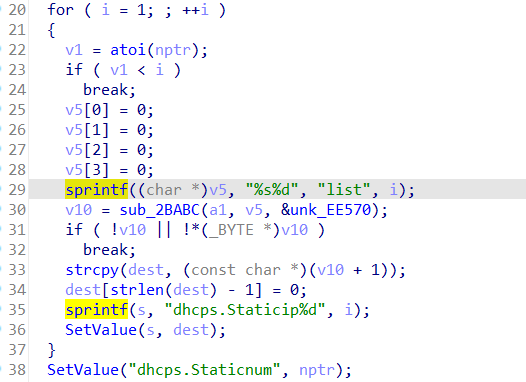 20 for ( i = 1; ; ++i )
21 {
22 v1 = atoi(nptr);
23 if ( v1 < i )
24 break;
25 v5[0] = 0;
26 v5[1] = 0;
27 v5[2] = 0;
28 v5[3] = 0;
29 sprintf((char *)v5, "%s%d", "list", i);
30 v10 = sub_2BABC(a1, v5, &unk_EE570);
31 if ( !v10 || !*(_BYTE *)v10 )
32 break;
33 strcpy(dest, (const char *)(v10 + 1));
34 dest[strlen(dest) - 1] = 0;
35 sprintf(s, "dhcps.Staticip%d", i);
36 SetValue(s, dest);
37 }
38 SetValue("dhcps.Staticnum", nptr);